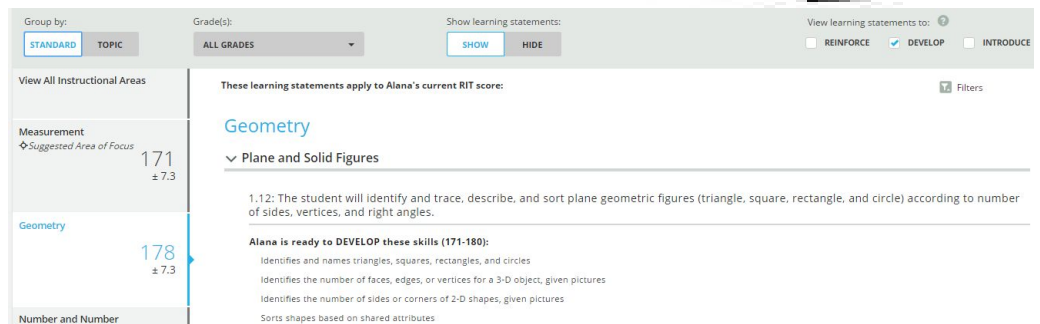 Group by:
Grade(s):
Show learning statements:
View learning statements to: ?
STANDARD TOPIC
ALL GRADES
SHOW HIDE
REINFORCE DEVELOP INTRODUCE
View All Instructional Areas
Measurement
Suggested Area of Focus
171
± 7.3
Geometry
178
± 7.3
Number and Number
These learning statements apply to Alana's current RIT score:
Filters
Geometry
Plane and Solid Figures
1.12: The student will identify and trace, describe, and sort plane geometric figures (triangle, square, rectangle, and circle) according to number
of sides, vertices, and right angles.
Alana is ready to DEVELOP these skills (171-180):
Identifies and names triangles, squares, rectangles, and circles
Identifies the number of faces, edges, or vertices for a 3-D object, given pictures
Identifies the number of sides or corners of 2-D shapes, given pictures
Sorts shapes based on shared attributes